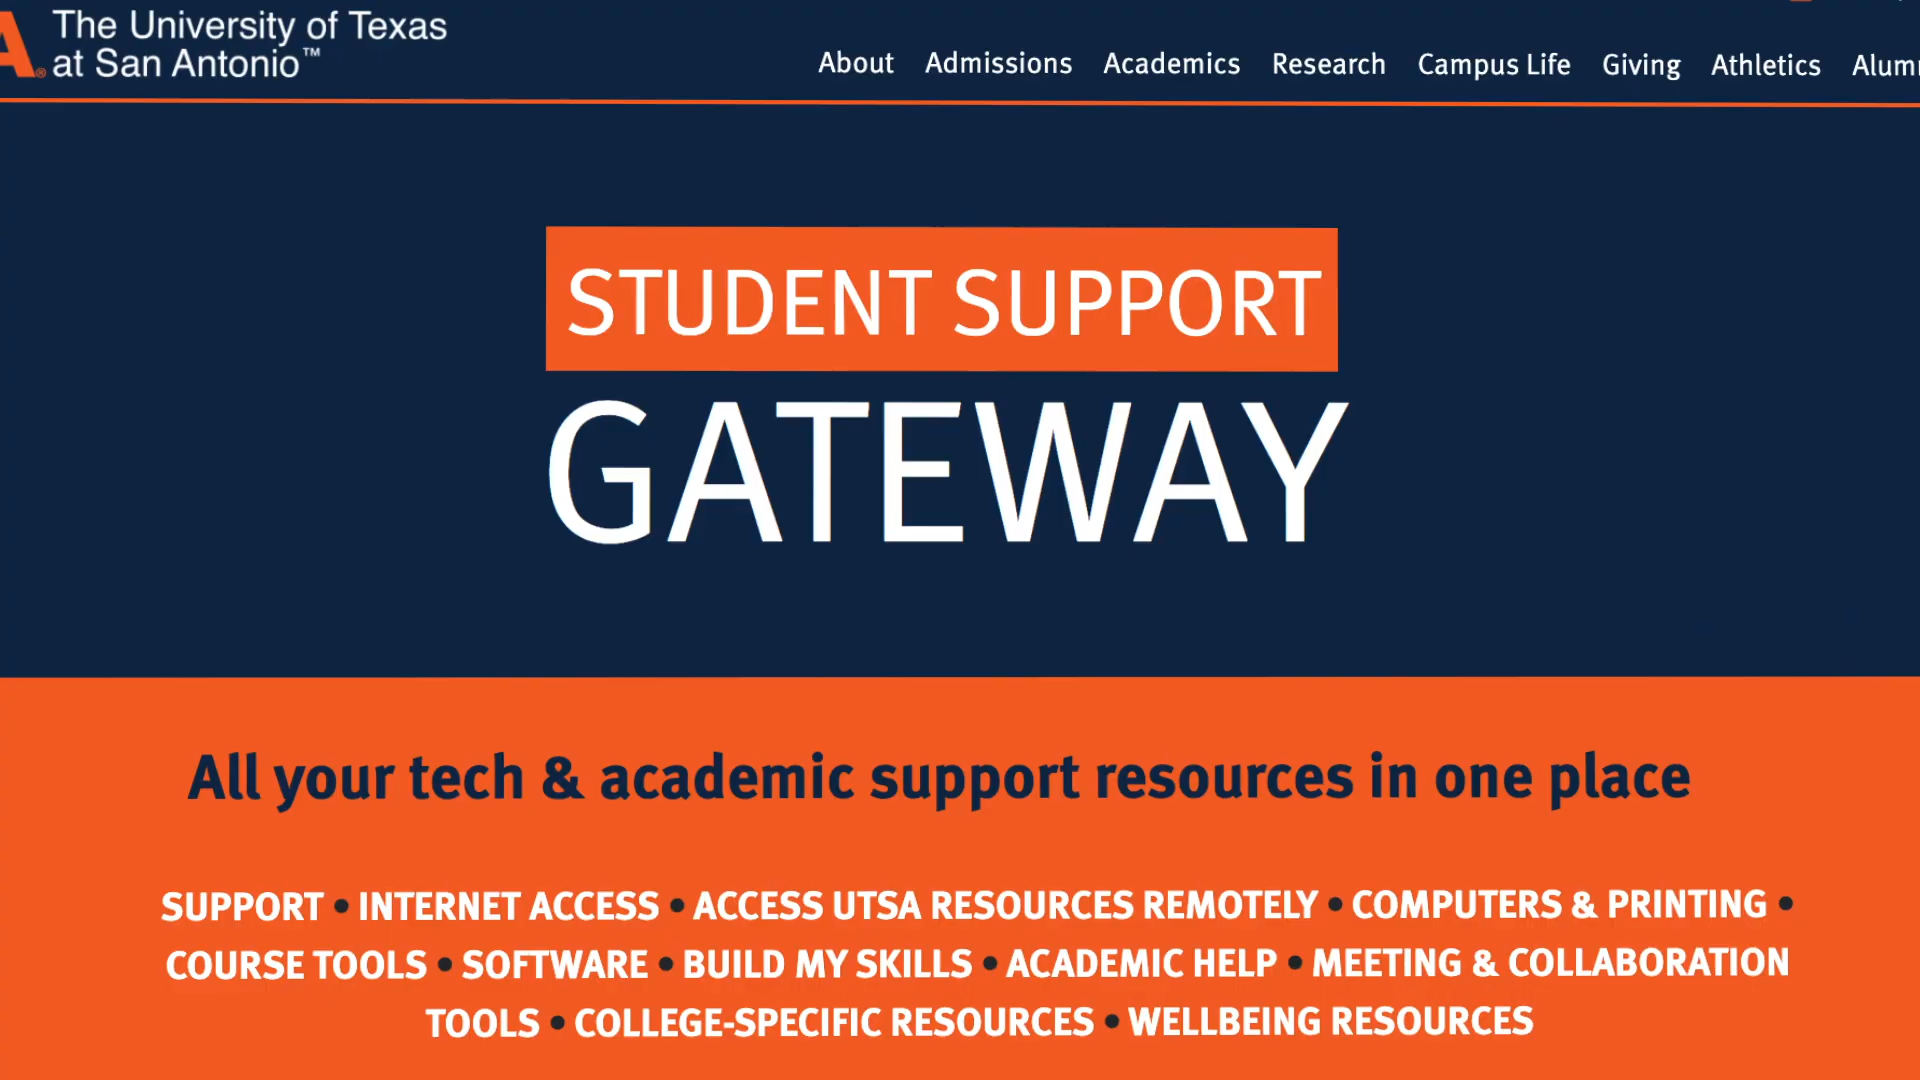 The University of Texas
at San Antonio™
About Admissions Academics Research Campus Life Giving Athletics
STUDENT SUPPORT
GATEWAY
All your tech & academic support resources in one place
SUPPORT • INTERNET ACCESS • ACCESS UTSA RESOURCES REMOTELY • COMPUTERS & PRINTING •
COURSE TOOLS • SOFTWARE • BUILD MY SKILLS • ACADEMIC HELP • MEETING & COLLABORATION
TOOLS • COLLEGE-SPECIFIC RESOURCES • WELLBEING RESOURCES